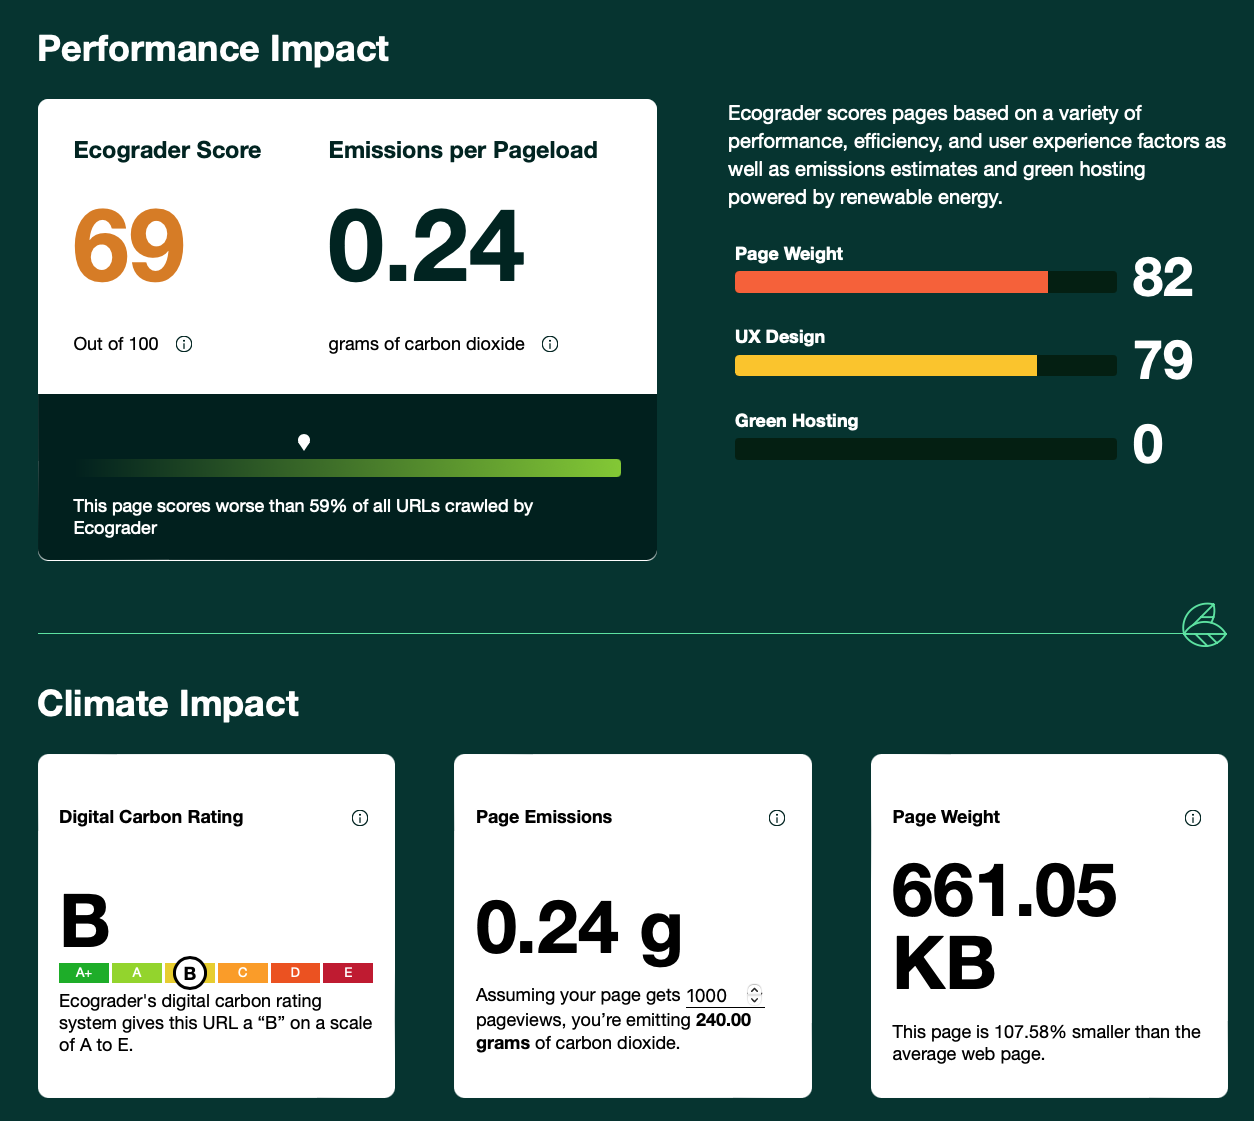 Performance Impact
Ecograder Score
69
Out of 100
Emissions per Pageload
0.24
grams of carbon dioxide
This page scores worse than 59% of all URLs crawled by
Ecograder
Ecograder scores pages based on a variety of
performance, efficiency, and user experience factors as
well as emissions estimates and green hosting
powered by renewable energy.
Page Weight
82
UX Design
79
Green Hosting
0
Climate Impact
Digital Carbon Rating
B
A+ A B C D E
Ecograder's digital carbon rating
system gives this URL a “B” on a scale
of A to E.
Page Emissions
0.24 g
Assuming your page gets 1000
pageviews, you’re emitting 240.00
grams of carbon dioxide.
Page Weight
661.05
KB
This page is 107.58% smaller than the
average web page.